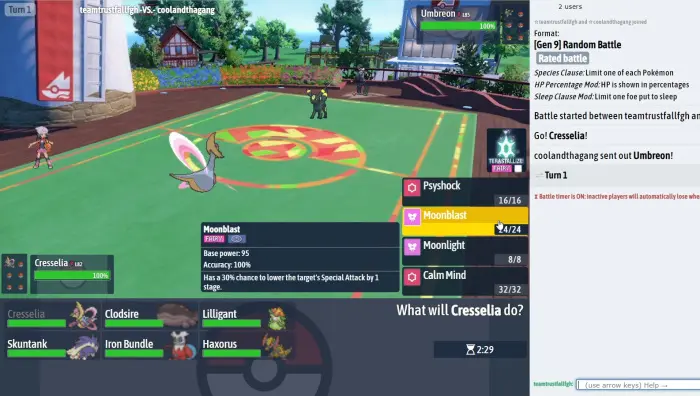 Turn 1
teamtrustfallfgh -VS.- coolandthagang
Umbreon L85
100%
TERASTALLIZE
FAIRY
Psyshock
16/16
Moonblast
24/24
Moonlight
8/8
Calm Mind
32/32
Moonblast
FAIRY
Base power: 95
Accuracy: 100%
Has a 30% chance to lower the target's Special Attack by 1
stage.
Cresselia L82
100%
Cresselia
Clodsire
Lilligant
Skuntank
Iron Bundle
Haxorus
What will Cresselia do?
2:29
2 users
teamtrustfallfgh and coolandthagang joined
Format:
[Gen 9] Random Battle
Rated battle
Species Clause: Limit one of each Pokémon
HP Percentage Mod: HP is shown in percentages
Sleep Clause Mod: Limit one foe put to sleep
Battle started between teamtrustfallfgh an
Go! Cresselia!
coolandthagang sent out Umbreon!
Turn 1
Battle timer is ON: inactive players will automatically lose whe
teamtrustfallfgh: (use arrow keys) Help →